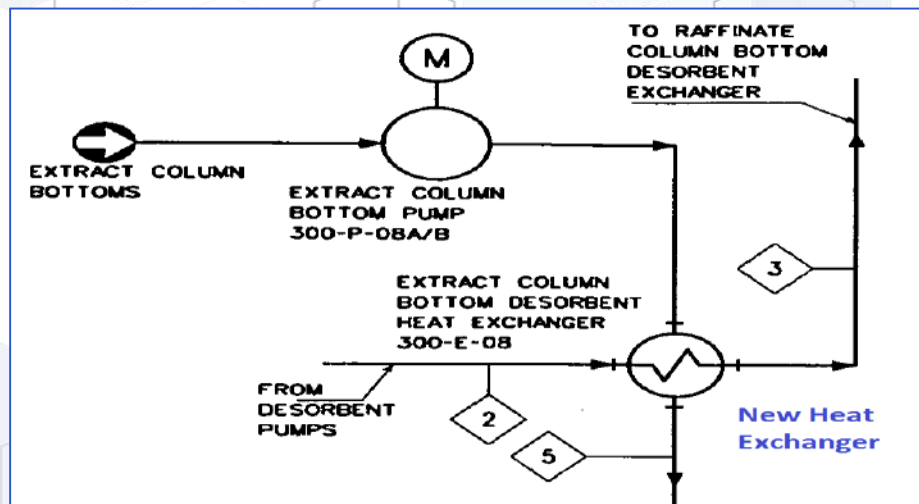 TO RAFFINATE
COLUMN BOTTOM
DESORBENT
EXCHANGER
M
EXTRACT COLUMN
BOTTOMS
EXTRACT COLUMN
BOTTOM PUMP
300-P-08A/B
3
EXTRACT COLUMN
BOTTOM DESORBENT
HEAT EXCHANGER
300-E-08
FROM
DESORBENT
PUMPS
2
5
New Heat
Exchanger